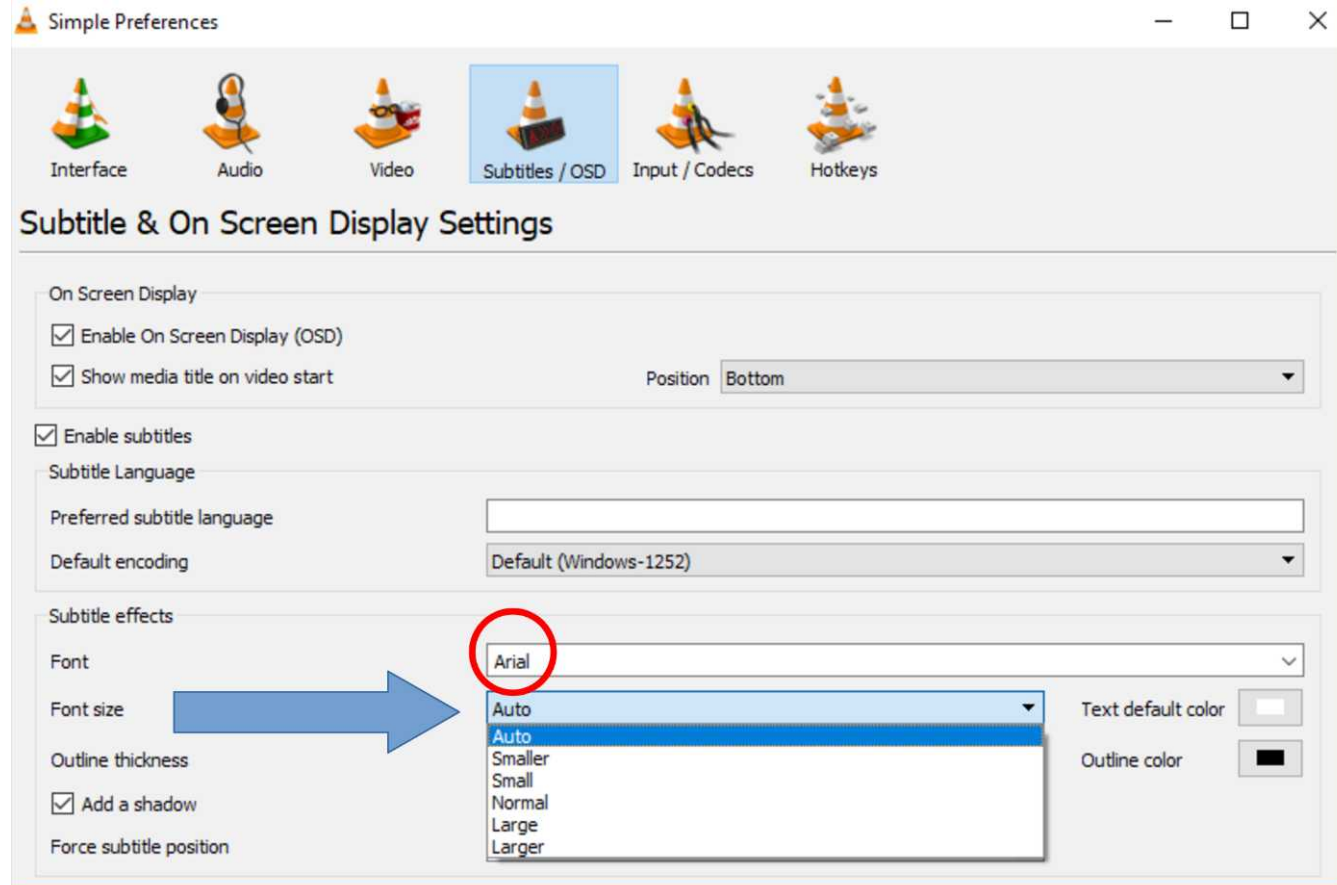 Simple Preferences
Interface Audio Video Subtitles / OSD Input / Codecs Hotkeys
Subtitle & On Screen Display Settings
On Screen Display
Enable On Screen Display (OSD)
Show media title on video start Position Bottom
Enable subtitles
Subtitle Language
Preferred subtitle language
Default encoding Default (Windows-1252)
Subtitle effects
Font Arial
Font size Auto Text default color
Auto
Smaller
Outline thickness Outline color
Small
Add a shadow Normal
Large
Force subtitle position Larger